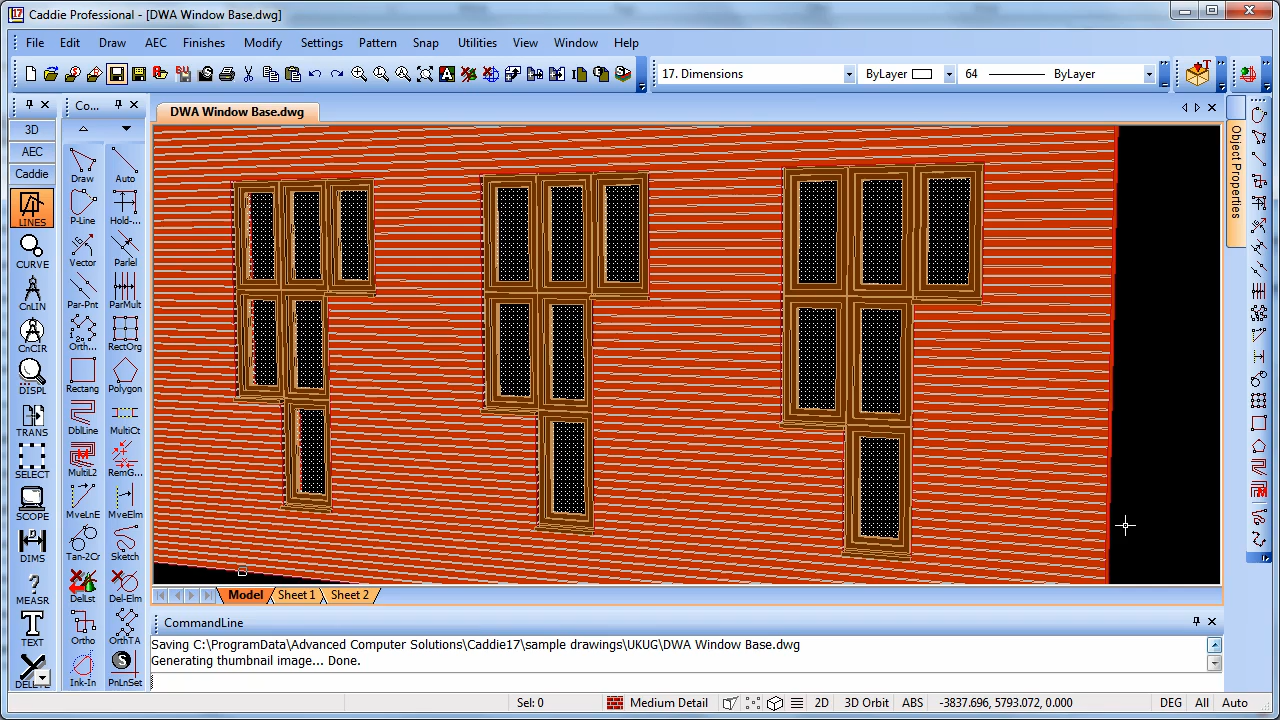 17 Caddie Professional - [DWA Window Base.dwg]
File Edit Draw AEC Finishes Modify Settings Pattern Snap Utilities View Window Help
17. Dimensions ByLayer 64 ByLayer
Co... DWA Window Base.dwg
3D
AEC
Caddie
LINES
CURVE
CnLIN
CnCIR
DISPL
TRANS
SELECT
SCOPE
DIMS
MEASR
TEXT
DELETE
Draw Auto
P-Line Hold-...
Vector Parlel
Par-Pnt ParMult
Orth... RectOrg
Rectang Polygon
DblLine MultiCt
MultiL2 RemG...
MveLnE MveElm
Tan-2Cr Sketch
DeLst Del-Elm
Ortho OrthTA
Ink-In PnLnSet
Object Properties
Model Sheet 1 Sheet 2
CommandLine
Saving C:\ProgramData\Advanced Computer Solutions\Caddie17\sample drawings\UKUG\DWA Window Base.dwg
Generating thumbnail image... Done.
Sel: 0 Medium Detail 2D 3D Orbit ABS -3837.696, 5793.072, 0.000 DEG All Auto